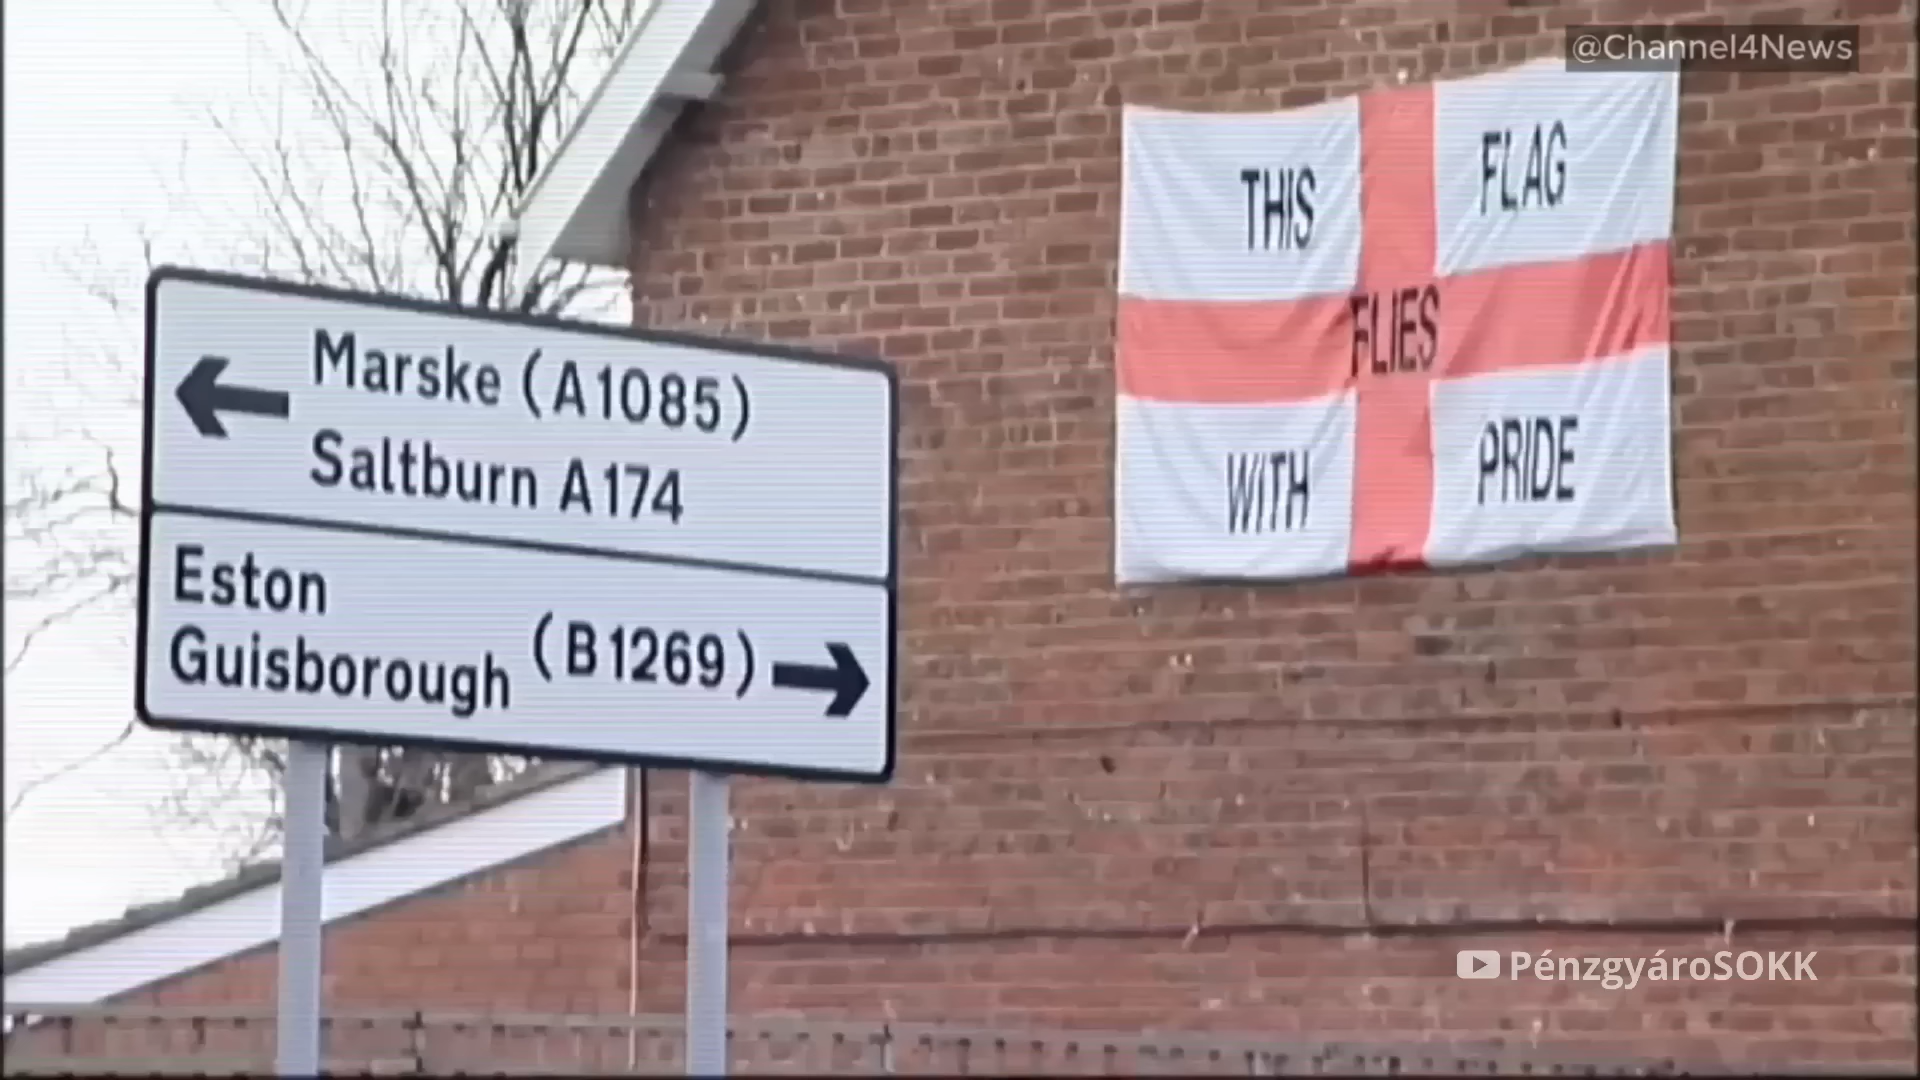 @Channel4News
THIS FLAG
FLIES
WITH PRIDE
Marske (A1085)
Saltburn A174
Eston
Guisborough (B1269)
PénzgyároSOKK